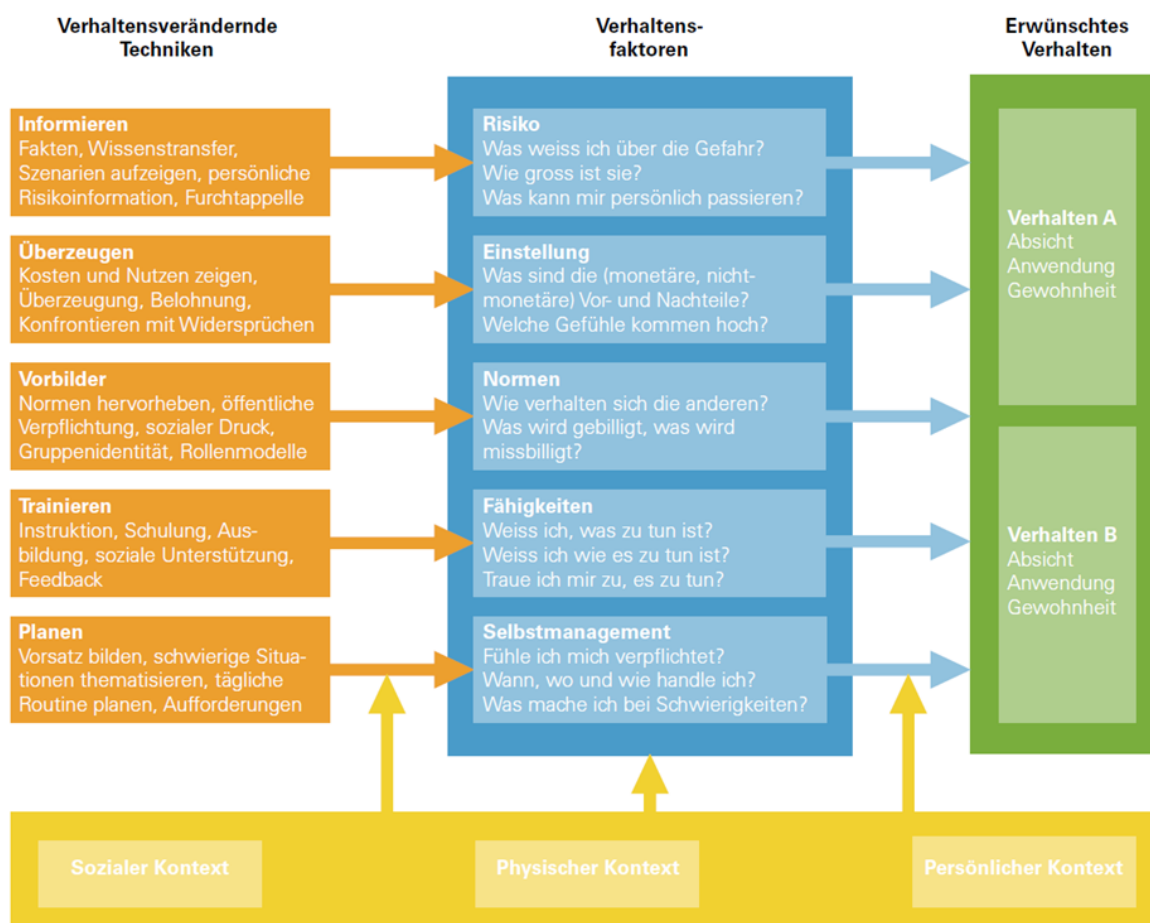 Verhaltensverändernde
Techniken
Verhaltens-
faktoren
Erwünschtes
Verhalten
Informieren
Fakten, Wissenstransfer,
Szenarien aufzeigen, persönliche
Risikoinformation, Furchtappelle
Risiko
Was weiss ich über die Gefahr?
Wie gross ist sie?
Was kann mir persönlich passieren?
Überzeugen
Kosten und Nutzen zeigen,
Überzeugung, Belohnung,
Konfrontieren mit Widersprüchen
Einstellung
Was sind die (monetäre, nicht-
monetäre) Vor- und Nachteile?
Welche Gefühle kommen hoch?
Vorbilder
Normen hervorheben, öffentliche
Verpflichtung, sozialer Druck,
Gruppenidentität, Rollenmodelle
Normen
Wie verhalten sich die anderen?
Was wird gebilligt, was wird
missbilligt?
Trainieren
Instruktion, Schulung, Aus-
bildung, soziale Unterstützung,
Feedback
Fähigkeiten
Weiss ich, was zu tun ist?
Weiss ich wie es zu tun ist?
Traue ich mir zu, es zu tun?
Planen
Vorsatz bilden, schwierige Situa-
tionen thematisieren, tägliche
Routine planen, Aufforderungen
Selbstmanagement
Fühle ich mich verpflichtet?
Wann, wo und wie handle ich?
Was mache ich bei Schwierigkeiten?
Verhalten A
Absicht
Anwendung
Gewohnheit
Verhalten B
Absicht
Anwendung
Gewohnheit
Sozialer Kontext
Physischer Kontext
Persönlicher Kontext